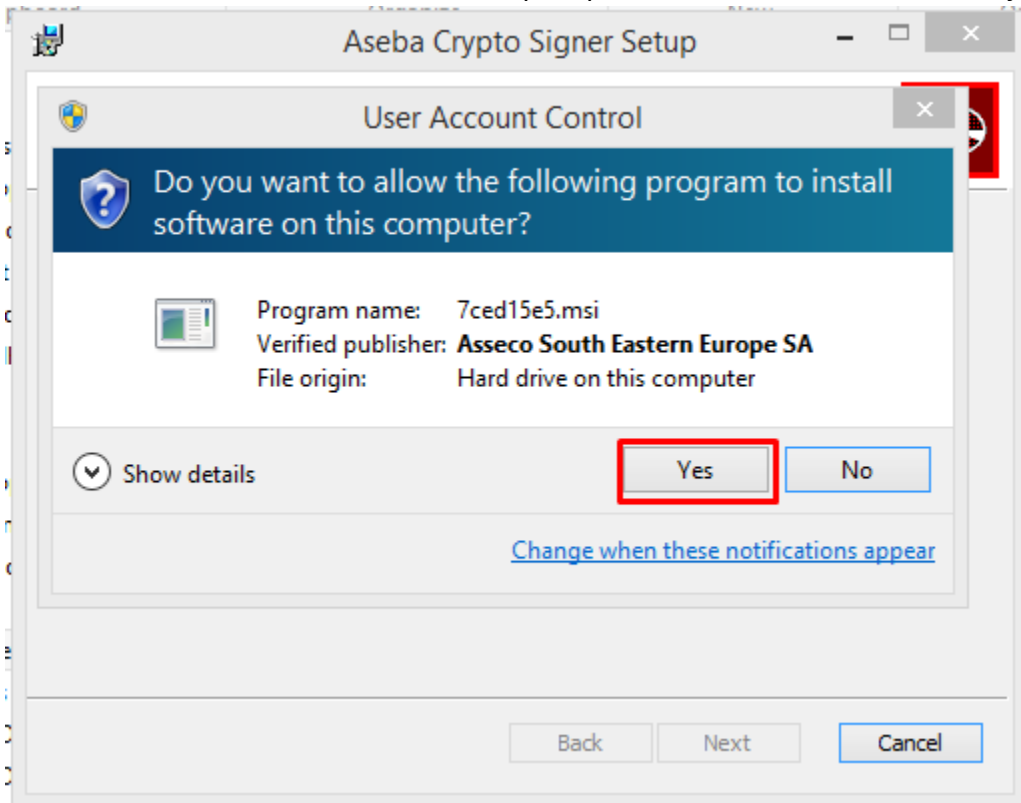 Aseba Crypto Signer Setup
User Account Control
Do you want to allow the following program to install
software on this computer?
Program name: 7ced15e5.msi
Verified publisher: Asseco South Eastern Europe SA
File origin: Hard drive on this computer
Show details
Yes
No
Change when these notifications appear
Back
Next
Cancel